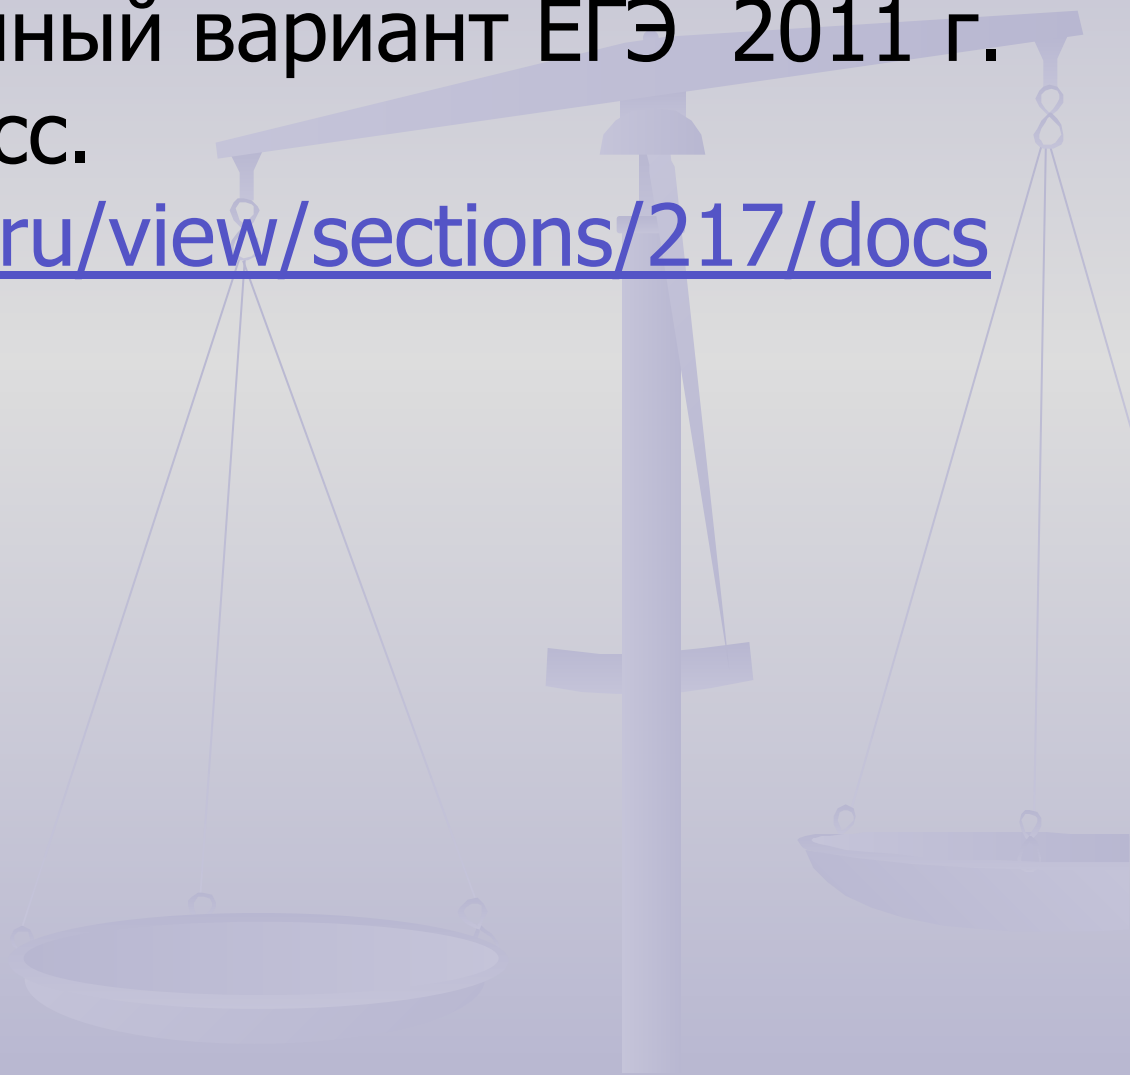 нный вариант ЕГЭ 2011 г.
сс.
ru/view/sections/217/docs